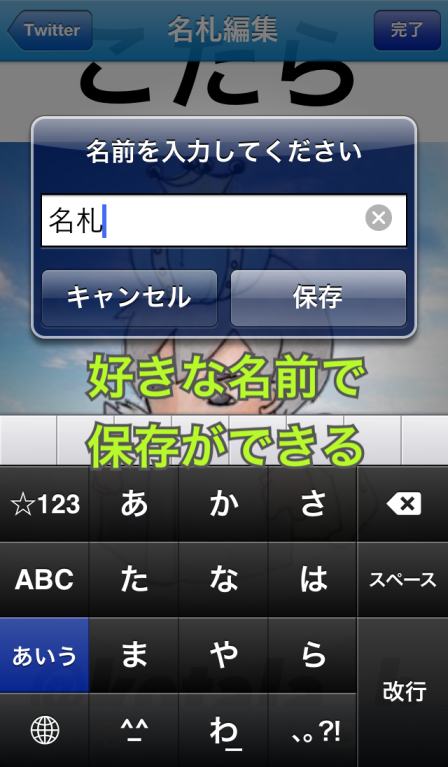 Twitter
名札編集
完了
こたら
名前を入力してください
名札
キャンセル
保存
好きな名前で
保存ができる
☆123
あ
か
さ
ABC
た
な
は
スペース
あいう
ま
や
ら
改行
^_^
わ_
､｡?!